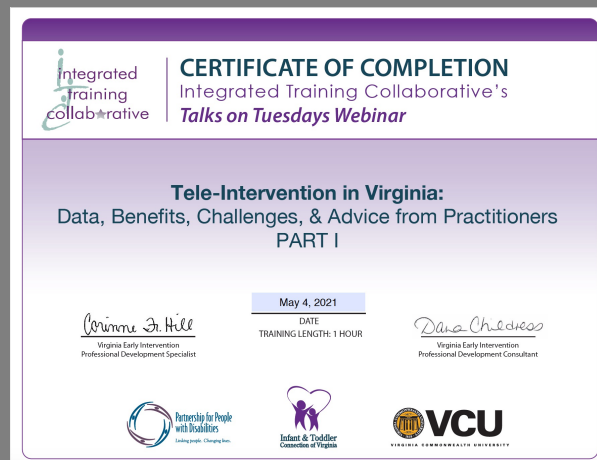 integrated
training
collab★rative
CERTIFICATE OF COMPLETION
Integrated Training Collaborative's
Talks on Tuesdays Webinar
Tele-Intervention in Virginia:
Data, Benefits, Challenges, & Advice from Practitioners
PART I
May 4, 2021
DATE
TRAINING LENGTH: 1 HOUR
Corinne F. Hill
Virginia Early Intervention
Professional Development Specialist
Dana Childress
Virginia Early Intervention
Professional Development Consultant
Partnership for People
with Disabilities
Linking people. Changing lives.
Infant & Toddler
Connection of Virginia
VCU
VIRGINIA COMMONWEALTH UNIVERSITY